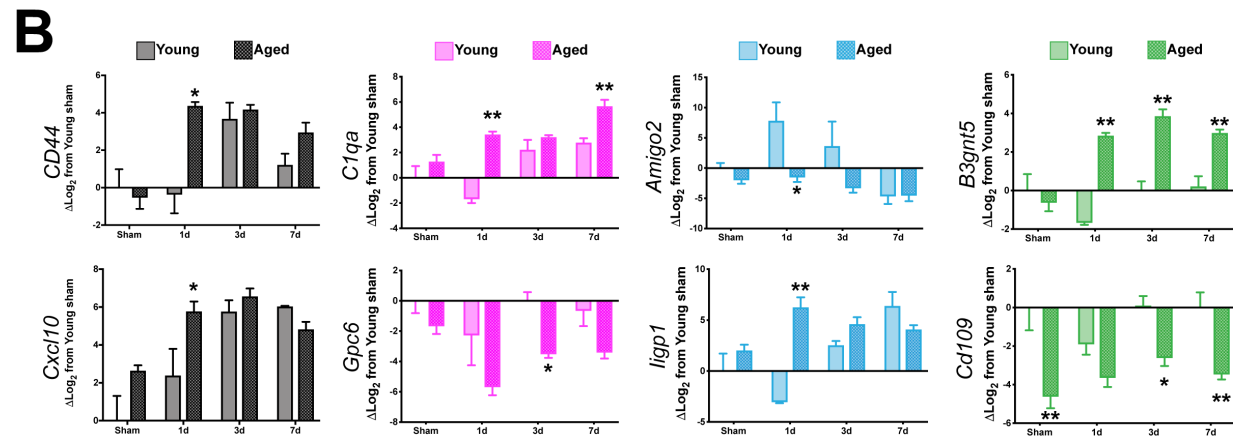 B
Young Aged Young Aged Young Aged Young Aged
CD44
ΔLog2 from Young sham
6
4
2
0
-2
*
Sham 1d 3d 7d
C1qa
ΔLog2 from Young sham
8
6
4
2
0
-2
-4
** **
Sham 1d 3d 7d
Amigo2
ΔLog2 from Young sham
15
10
5
0
-5
-10
*
Sham 1d 3d 7d
B3gnt5
ΔLog2 from Young sham
6
4
2
0
-2
** ** **
Sham 1d 3d 7d
Cxcl10
ΔLog2 from Young sham
8
6
4
2
0
*
Sham 1d 3d 7d
Gpc6
ΔLog2 from Young sham
2
0
-2
-4
-6
-8
*
Sham 1d 3d 7d
Iigp1
ΔLog2 from Young sham
10
5
0
-5
**
Sham 1d 3d 7d
Cd109
ΔLog2 from Young sham
2
0
-2
-4
-6
** * **
Sham 1d 3d 7d